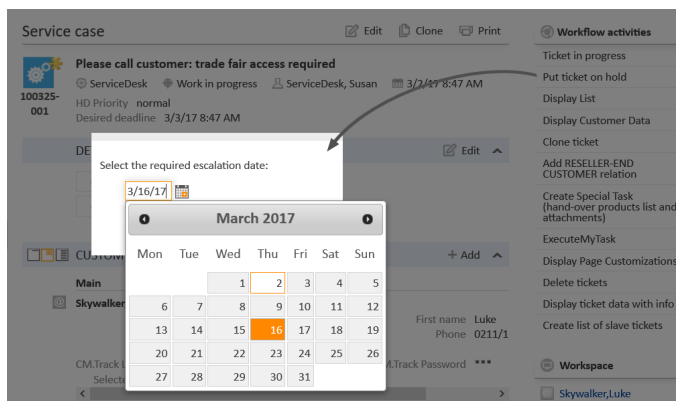 Service case
Edit Clone Print
Please call customer: trade fair access required
ServiceDesk Work in progress ServiceDesk, Susan 3/2/17 8:47 AM
100325-
001
HD Priority normal
Desired deadline 3/3/17 8:47 AM
DE
Edit
Select the required escalation date:
3/16/17
March 2017
Mon Tue Wed Thu Fri Sat Sun
1 2 3 4 5
6 7 8 9 10 11 12
13 14 15 16 17 18 19
20 21 22 23 24 25 26
27 28 29 30 31
CUSTOM
+ Add
Main
Skywalker
First name Luke
Phone 0211/1
CM.Track L
M.Track Password ***
Selecte
Workflow activities
Ticket in progress
Put ticket on hold
Display List
Display Customer Data
Clone ticket
Add RESELLER-END
CUSTOMER relation
Create Special Task
(hand-over products list and
attachments)
ExecuteMyTask
Display Page Customizations
Delete tickets
Display ticket data with info
Create list of slave tickets
Workspace
Skywalker,Luke